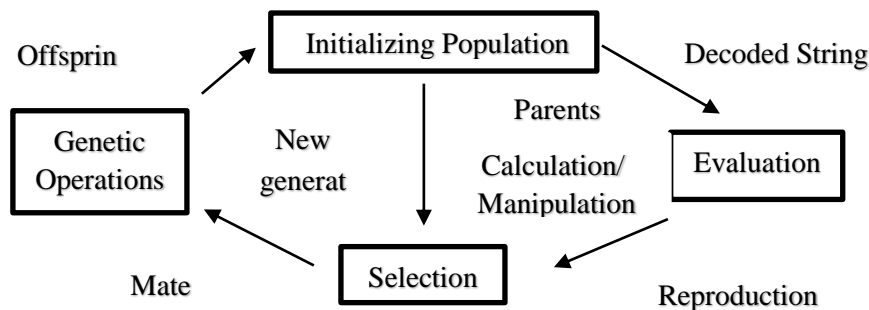 Initializing Population
Offsprin
Decoded String
Parents
Genetic
Operations
New
generat
Calculation/
Manipulation
Evaluation
Selection
Mate
Reproduction